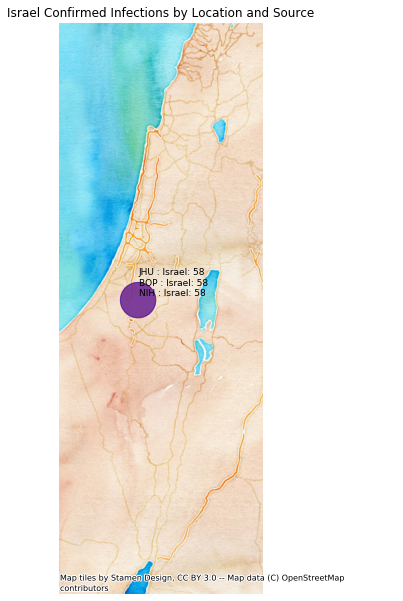 Israel Confirmed Infections by Location and Source
JHU : Israel: 58
BOP : Israel: 58
NIH : Israel: 58
Map tiles by Stamen Design, CC BY 3.0 -- Map data (C) OpenStreetMap
contributors